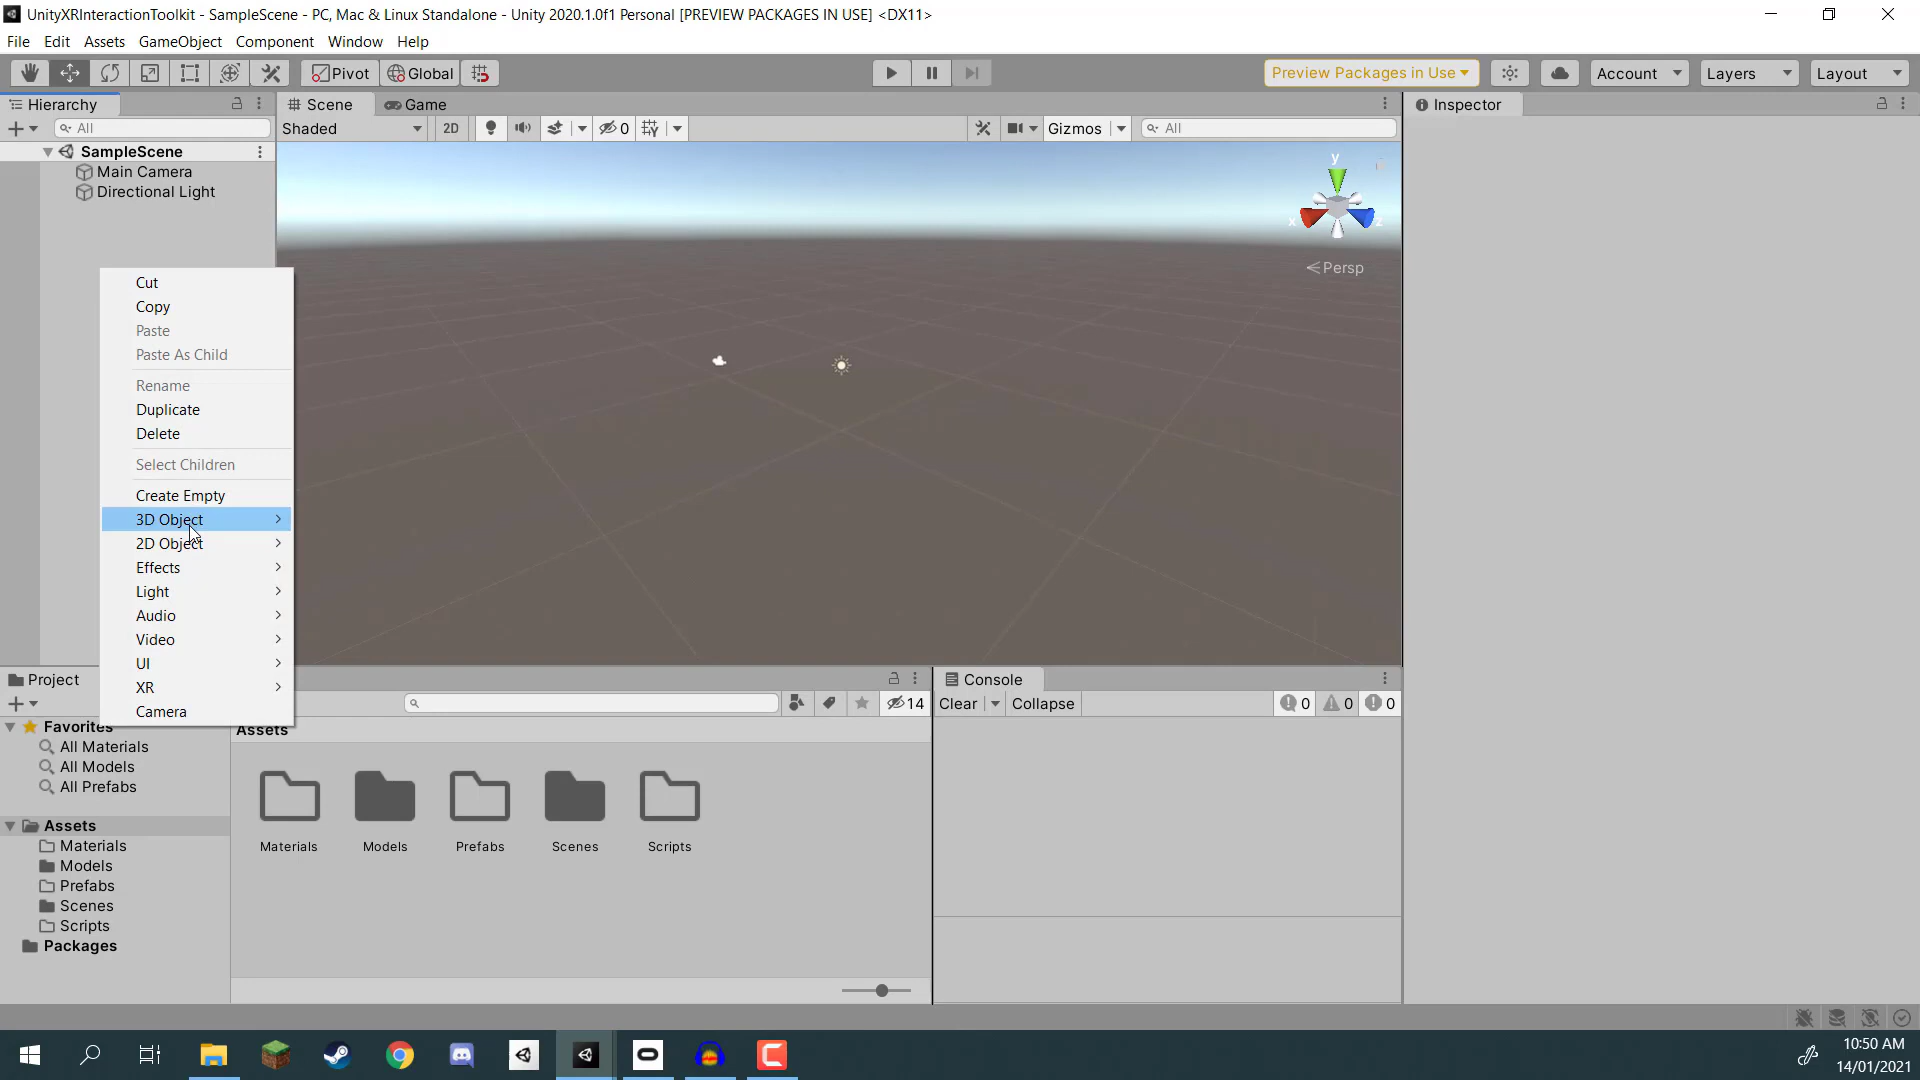 UnityXRInteractionToolkit - SampleScene - PC, Mac & Linux Standalone - Unity 2020.1.0f1 Personal [PREVIEW PACKAGES IN USE] <DX11>
File Edit Assets GameObject Component Window Help
Pivot Global Preview Packages in Use Account Layers Layout
Hierarchy Scene Game Inspector
All Shaded 2D 0 Gizmos All
SampleScene
Main Camera
Directional Light
y
x z
Persp
Cut
Copy
Paste
Paste As Child
Rename
Duplicate
Delete
Select Children
Create Empty
3D Object
2D Object
Effects
Light
Audio
Video
UI
XR
Camera
Project Console
14 Clear Collapse 0 0 0
Favorites
All Materials
All Models
All Prefabs
Assets
Materials
Models
Prefabs
Scenes
Scripts
Packages
Assets
Materials Models Prefabs Scenes Scripts
10:50 AM
14/01/2021